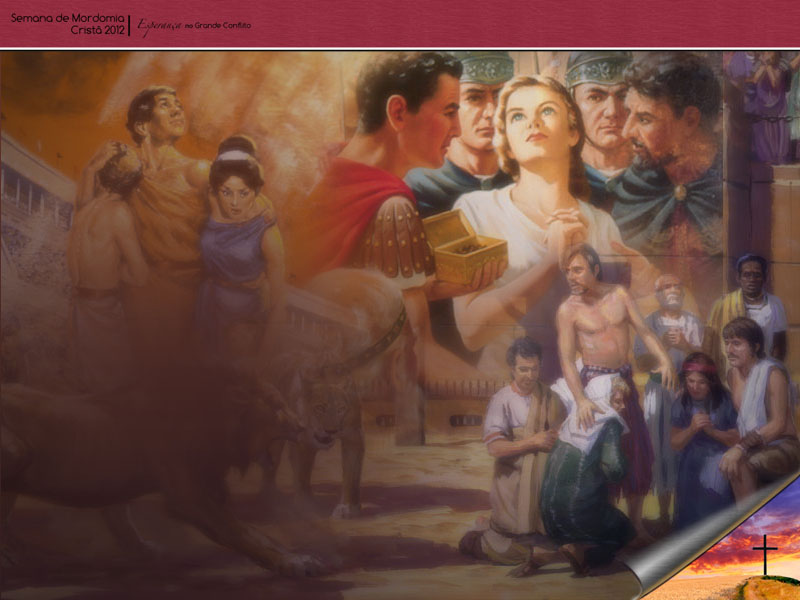 Semana de Mordomia
Cristã 2012
Esperança no Grande Conflito